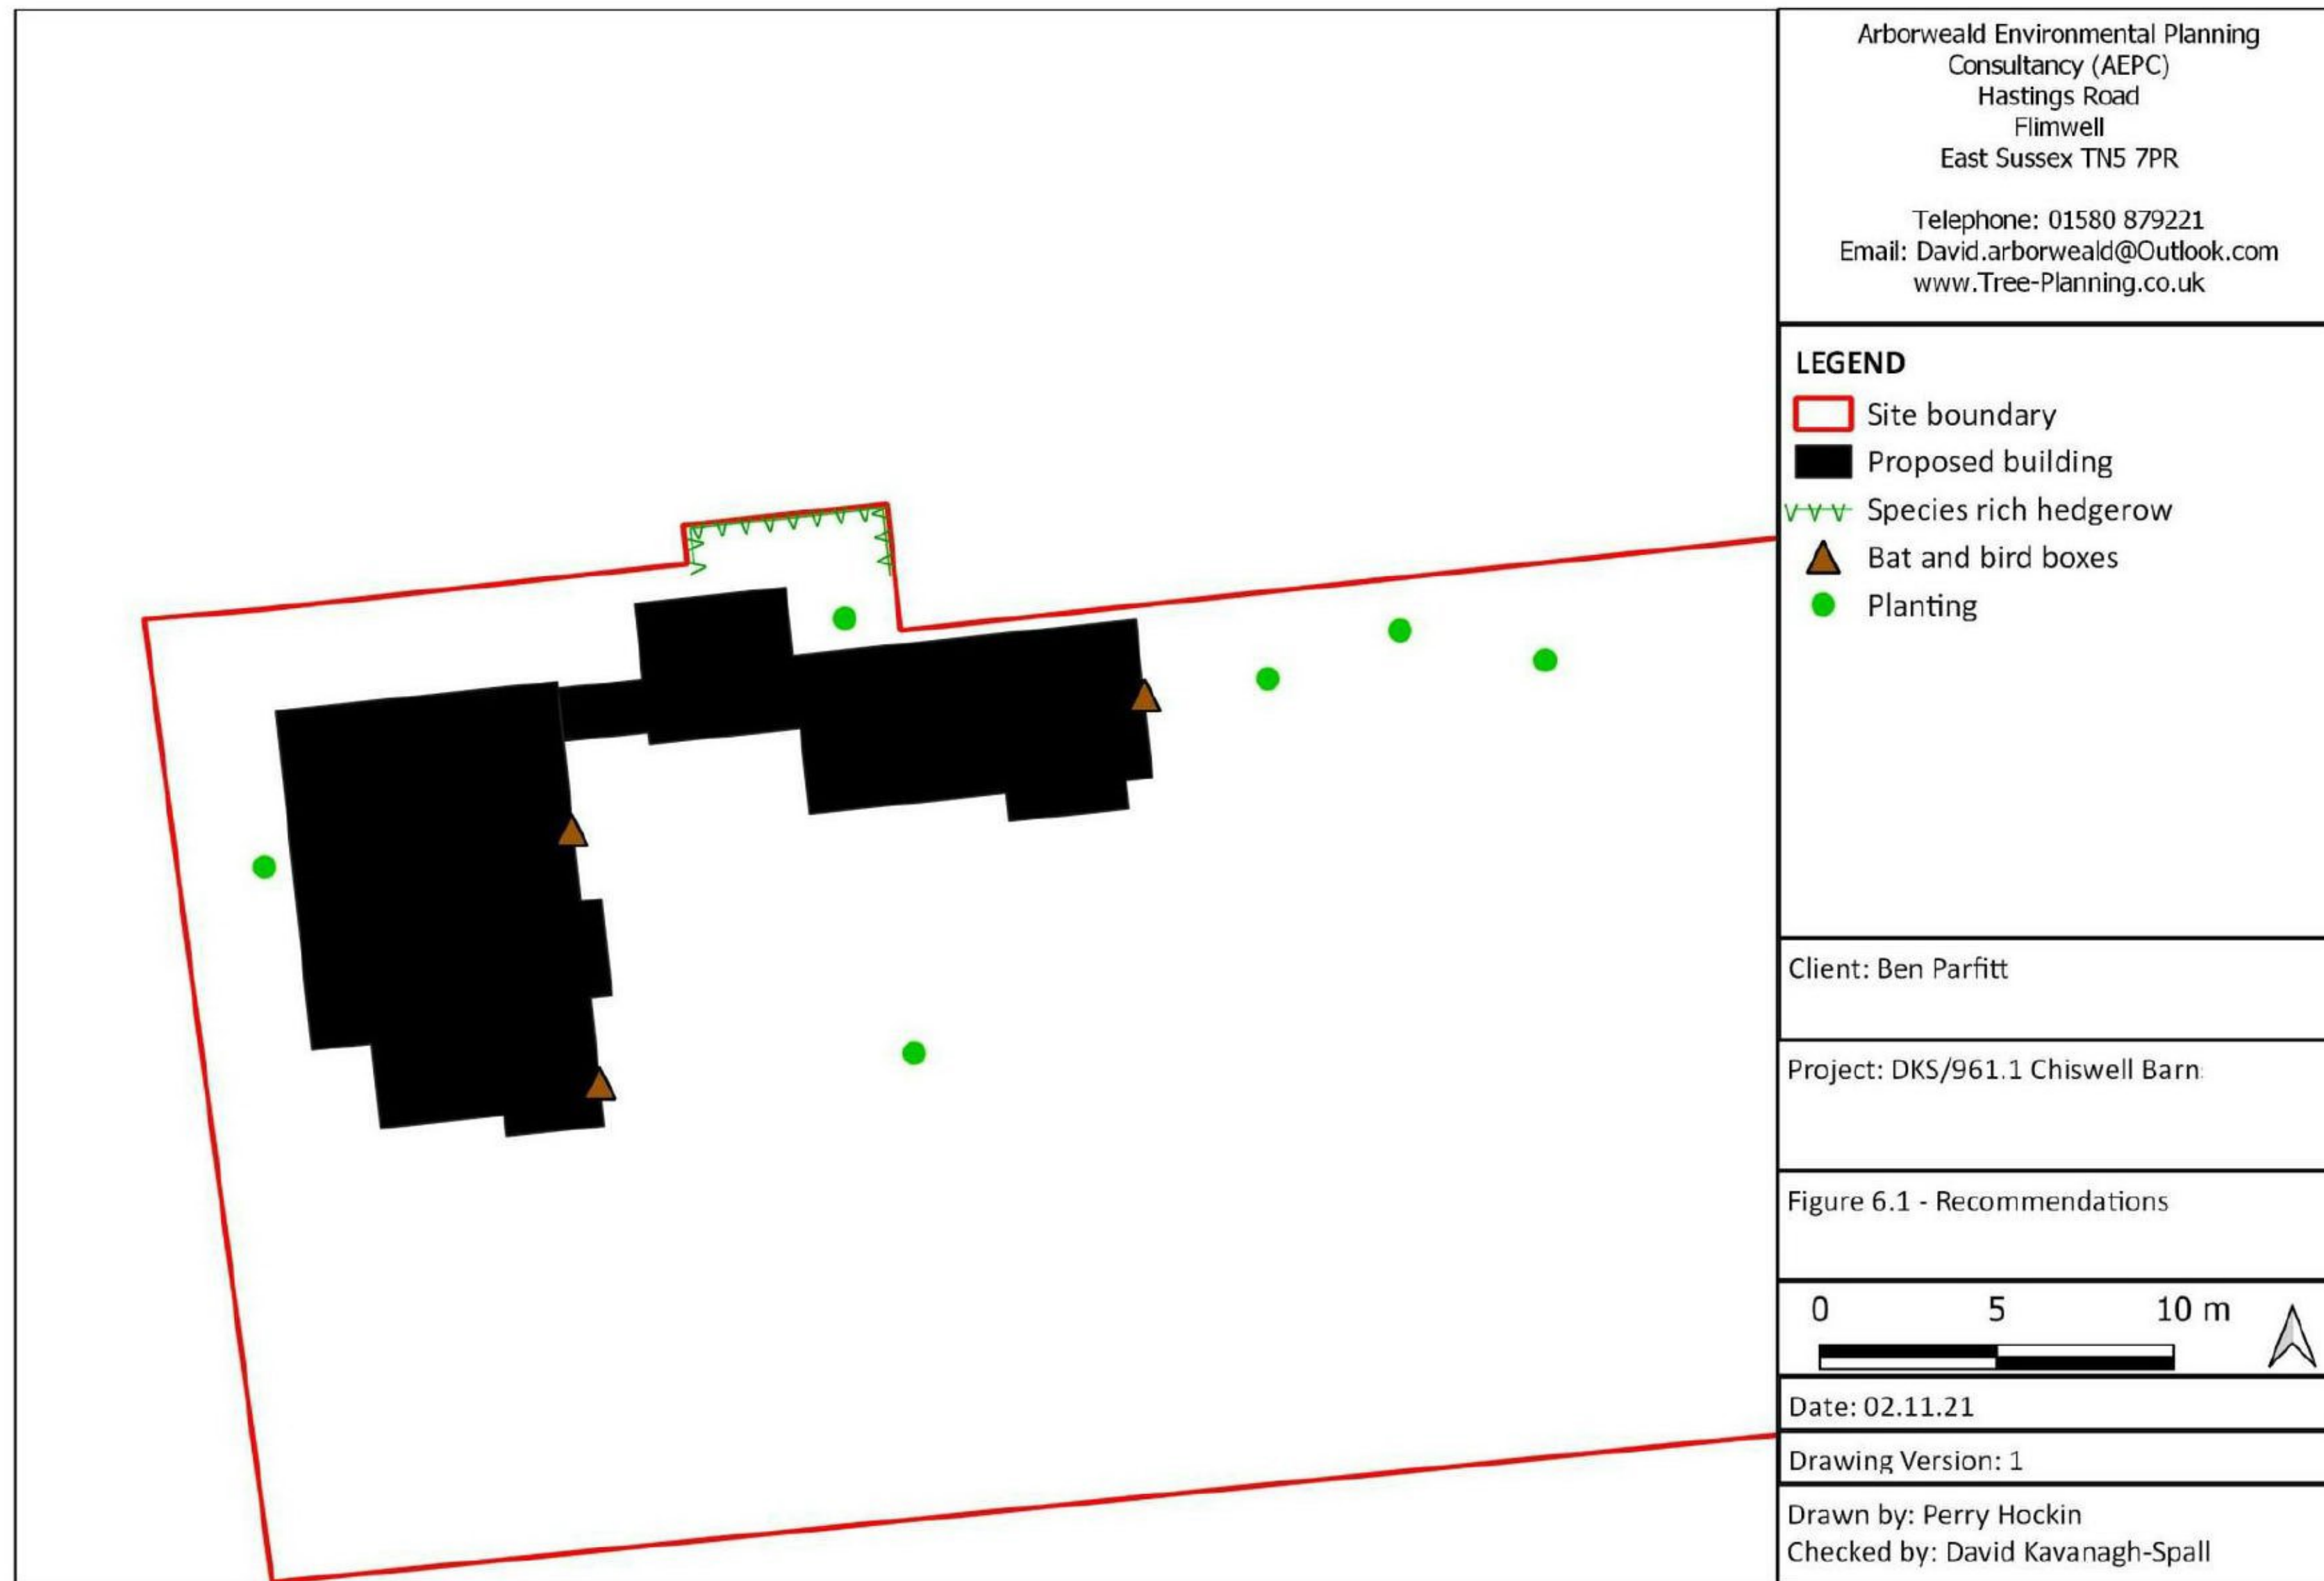 Arborweald Environmental Planning
Consultancy (AEPC)
Hastings Road
Flimwell
East Sussex TN5 7PR
Telephone: 01580 879221
Email: David.arborweald@Outlook.com
www.Tree-Planning.co.uk
LEGEND
Site boundary
Proposed building
Species rich hedgerow
Bat and bird boxes
Planting
Client: Ben Parfitt
Project: DKS/961.1 Chiswell Barn
Figure 6.1 - Recommendations
0 5 10 m
Date: 02.11.21
Drawing Version: 1
Drawn by: Perry Hockin
Checked by: David Kavanagh-Spall